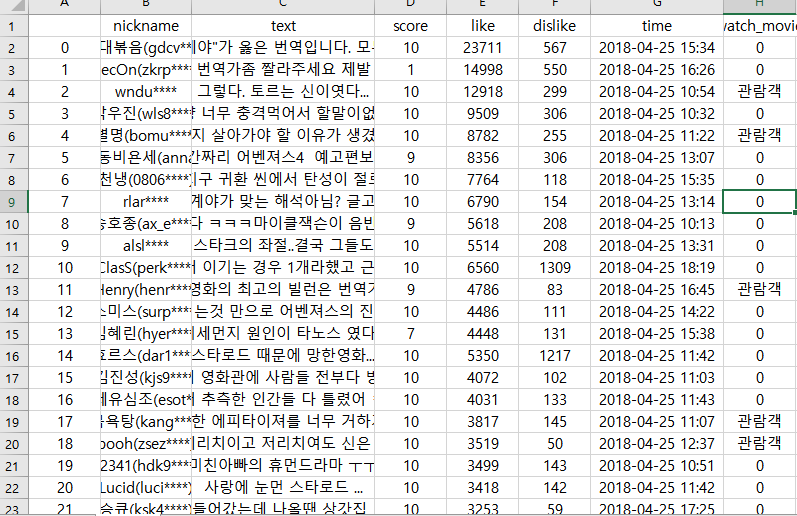 A B C D E F G H
1 nickname text score like dislike time watch_movi
2 0 대볶음(gdcv** 예야"가 옳은 번역입니다. 모 10 23711 567 2018-04-25 15:34 0
3 1 ecOn(zkrp**** 번역가좀 짤라주세요 제발 1 14998 550 2018-04-25 16:26 0
4 2 wndu**** 그렇다. 토르는 신이엿다... 10 12918 299 2018-04-25 10:54 관람객
5 3 우진(wls8**** 너무 충격먹어서 할말이없 10 9509 306 2018-04-25 10:32 0
6 4 별명(bomu**** 지 살아가야 할 이유가 생겼 10 8782 255 2018-04-25 11:22 관람객
7 5 동비욘세(anna 간짜리 어벤져스4 예고편보 9 8356 306 2018-04-25 13:07 0
8 6 천냉(0806**** 구 귀환 씬에서 탄성이 절로 10 7764 118 2018-04-25 15:35 0
9 7 rlar**** 계야가 맞는 해석아님? 글고 10 6790 154 2018-04-25 13:14 0
10 8 송호종(ax_e*** 다 ㅋㅋㅋ마이클잭슨이 음반 9 5618 208 2018-04-25 10:13 0
11 9 alsl**** 스타크의 좌절..결국 그들도 10 5514 208 2018-04-25 13:31 0
12 10 ClasS(perk**** 이기는 경우 1개라했고 근 10 6560 1309 2018-04-25 18:19 0
13 11 Henry(henr**** 영화의 최고의 빌런은 번역가 9 4786 83 2018-04-25 16:45 관람객
14 12 스미스(surp*** 는것 만으로 어벤져스의 진 10 4486 111 2018-04-25 14:22 0
15 13 김혜린(hyer*** 세먼지 원인이 타노스 였다 7 4448 131 2018-04-25 15:38 0
16 14 흐르스(dar1*** 스타로드 때문에 망한영화... 10 5350 1217 2018-04-25 11:42 0
17 15 김진성(kjs9*** 영화관에 사람들 전부다 벙 10 4072 102 2018-04-25 11:03 0
18 16 제유심조(esot* 추측한 인간들 다 틀렸어 10 4031 133 2018-04-25 11:43 0
19 17 욕탕(kang*** 한 에피타이져를 너무 거하게 10 3817 145 2018-04-25 11:07 관람객
20 18 pooh(zsez**** 리치이고 저리치여도 신은 10 3519 50 2018-04-25 12:37 관람객
21 19 2341(hdk9**** 미친아빠의 휴먼드라마 ㅜㅜ 10 3499 143 2018-04-25 10:51 0
22 20 Lucid(luci**** 사랑에 눈먼 스타로드 ... 10 3418 142 2018-04-25 11:42 0
23 21 승큐(ksk4**** 들어갔는데 나올땐 상갓집 10 3253 59 2018-04-25 17:25 0